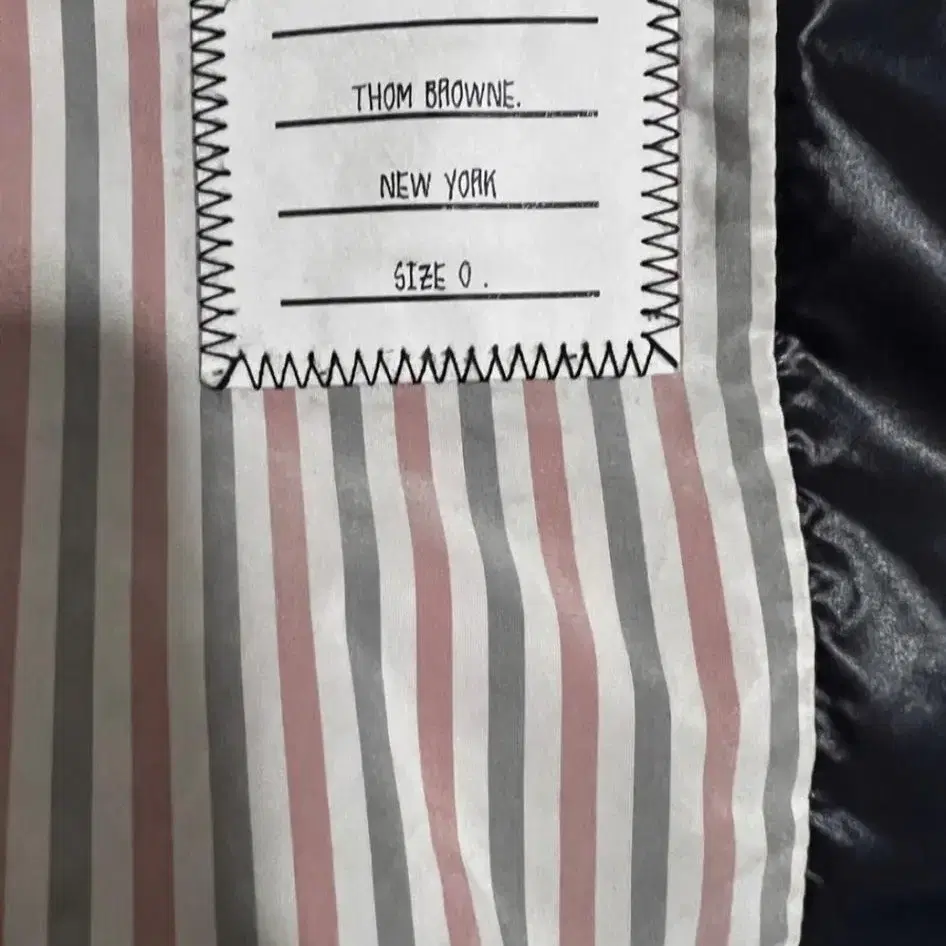 THOM BROWNE.
NEW YORK
SIZE 0 .